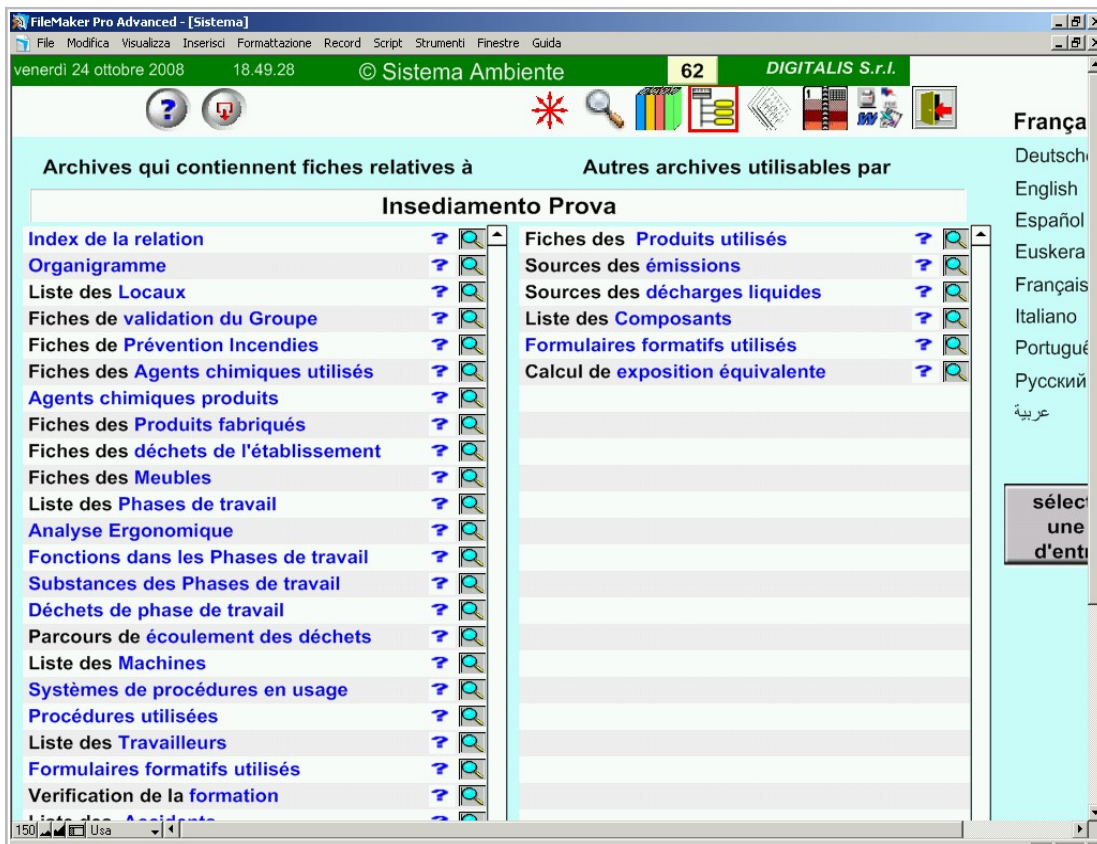 FileMaker Pro Advanced - [Sistema]
File Modifica Visualizza Inserisci Formattazione Record Script Strumenti Finestre Guida
venerdì 24 ottobre 2008 18.49.28 © Sistema Ambiente 62 DIGITALIS S.r.l.
França
Archives qui contiennent fiches relatives à
Autres archives utilisables par
Insediamento Prova
Index de la relation
Organigramme
Liste des Locaux
Fiches de validation du Groupe
Fiches de Prévention Incendies
Fiches des Agents chimiques utilisés
Agents chimiques produits
Fiches des Produits fabriqués
Fiches des déchets de l'établissement
Fiches des Meubles
Liste des Phases de travail
Analyse Ergonomique
Fonctions dans les Phases de travail
Substances des Phases de travail
Déchets de phase de travail
Parcours de écoulement des déchets
Liste des Machines
Systèmes de procédures en usage
Procédures utilisées
Liste des Travailleurs
Formulaires formatifs utilisés
Verification de la formation
Liste des Accidents
Fiches des Produits utilisés
Sources des émissions
Sources des décharges liquides
Liste des Composants
Formulaires formatifs utilisés
Calcul de exposition équivalente
Deutsch
English
Español
Euskera
Français
Italiano
Portugué
Русский
عربية
sélect
une
d'entr
150 Usa